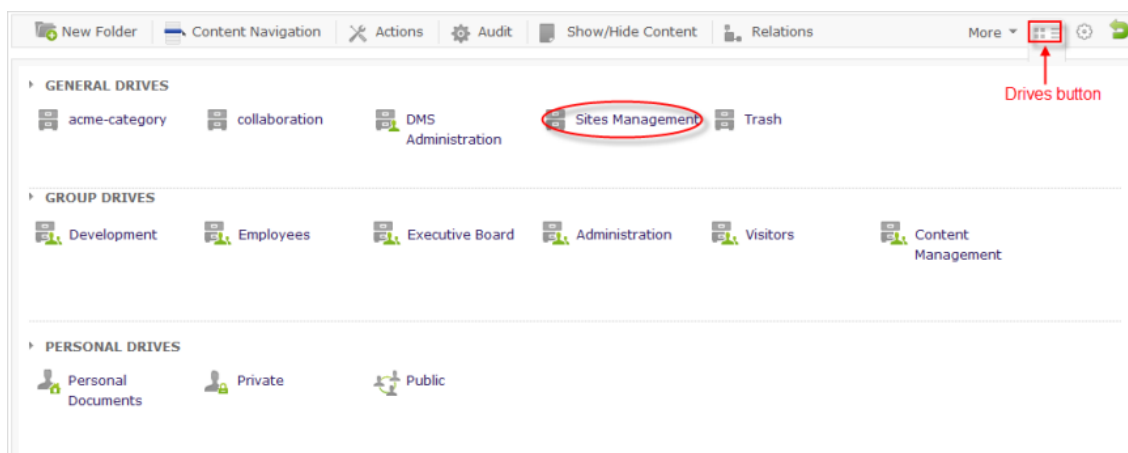 New Folder Content Navigation Actions Audit Show/Hide Content Relations More
Drives button
GENERAL DRIVES
acme-category collaboration DMS Administration Sites Management Trash
GROUP DRIVES
Development Employees Executive Board Administration Visitors Content Management
PERSONAL DRIVES
Personal Documents Private Public